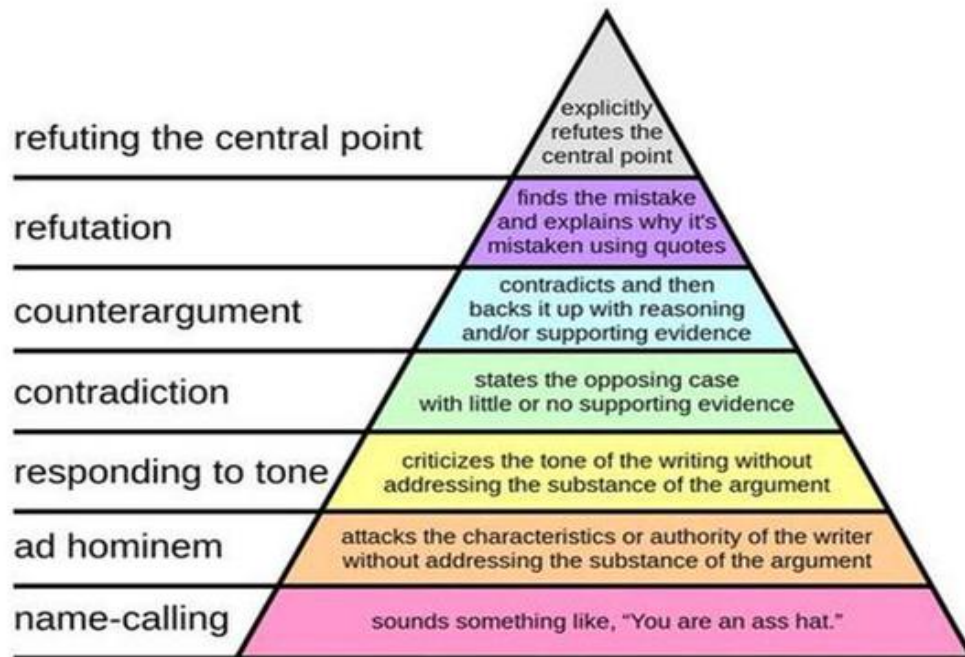 explicitly
refutes the
central point
refuting the central point
finds the mistake
and explains why it's
mistaken using quotes
refutation
contradicts and then
backs it up with reasoning
and/or supporting evidence
counterargument
states the opposing case
with little or no supporting evidence
contradiction
criticizes the tone of the writing without
addressing the substance of the argument
responding to tone
attacks the characteristics or authority of the writer
without addressing the substance of the argument
ad hominem
sounds something like, “You are an ass hat.”
name-calling